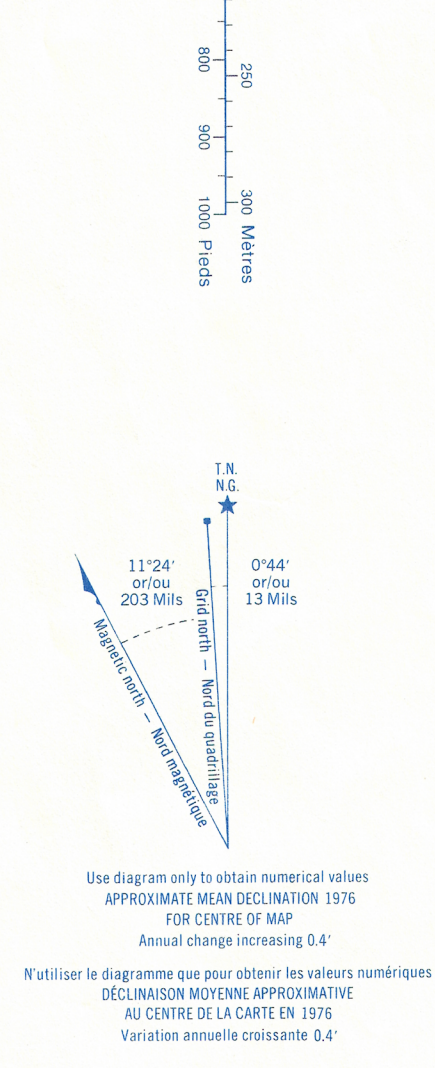 800
250
900
300 Mètres
1000 Pieds
T.N.
N.G.
11°24′
or/ou
203 Mils
0°44′
or/ou
13 Mils
Grid north — Nord du quadrillage
Magnetic north — Nord magnétique
Use diagram only to obtain numerical values
APPROXIMATE MEAN DECLINATION 1976
FOR CENTRE OF MAP
Annual change increasing 0.4′
N'utiliser le diagramme que pour obtenir les valeurs numériques
DÉCLINAISON MOYENNE APPROXIMATIVE
AU CENTRE DE LA CARTE EN 1976
Variation annuelle croissante 0.4′